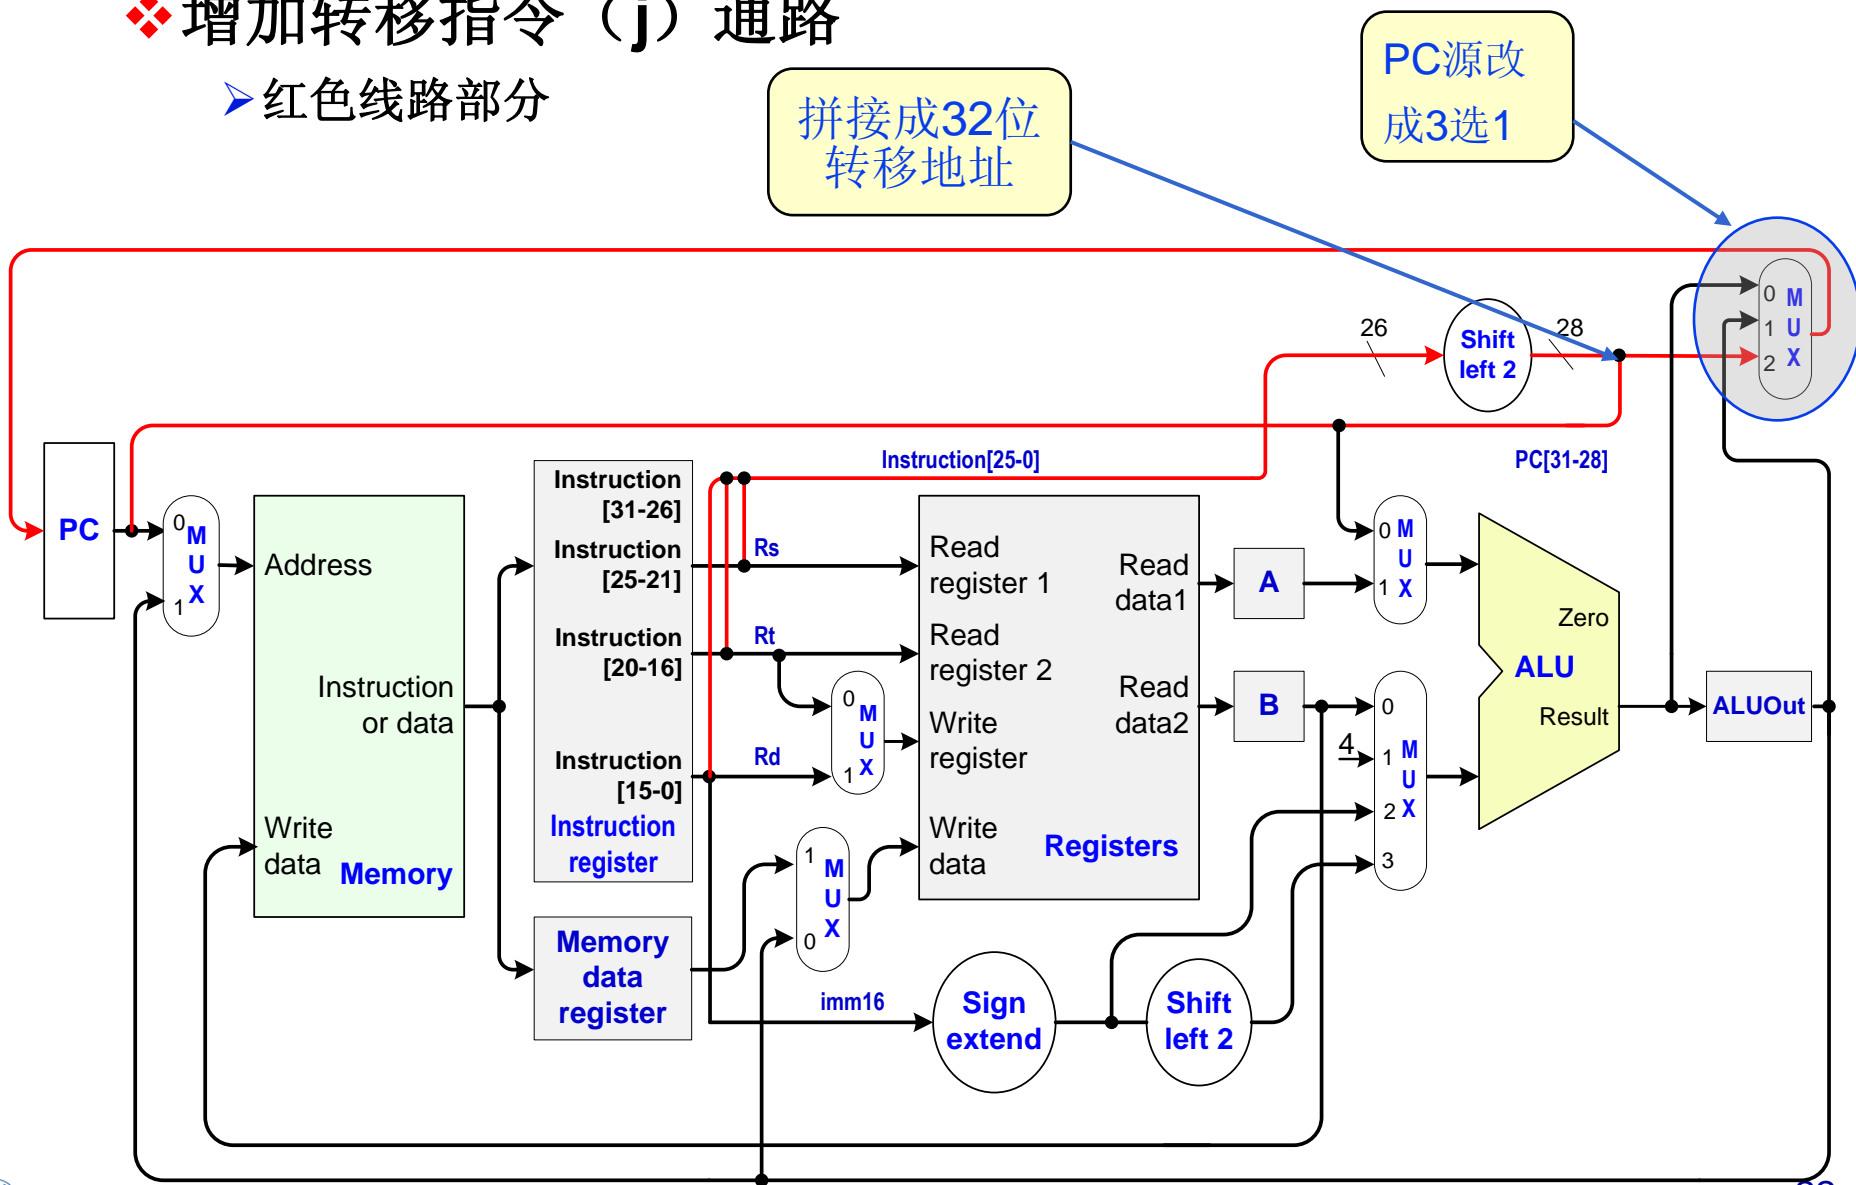 ❖增加转移指令（j）通路
➢红色线路部分
拼接成32位
转移地址
PC源改
成3选1
26
Shift
left 2
28
0
1
2
M
U
X
Instruction[25-0]
PC[31-28]
PC
0
M
U
X
1
Address
Instruction
or data
Write
data
Memory
Instruction
[31-26]
Instruction
[25-21]
Instruction
[20-16]
Instruction
[15-0]
Instruction
register
Memory
data
register
Rs
Rt
Rd
0
M
U
X
1
1
M
U
X
0
imm16
Read
register 1
Read
register 2
Write
register
Write
data
Read
data1
Read
data2
Registers
Sign
extend
Shift
left 2
A
B
4
0
M
U
X
1
0
1
M
U
2
X
3
Zero
ALU
Result
ALUOut